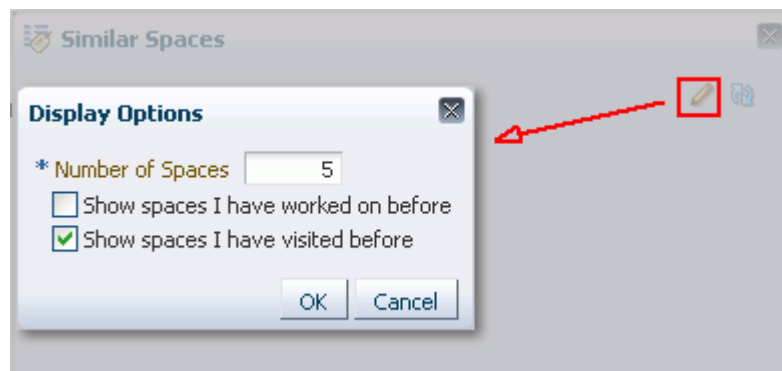 Similar Spaces
Display Options
* Number of Spaces 5
Show spaces I have worked on before
Show spaces I have visited before
OK Cancel